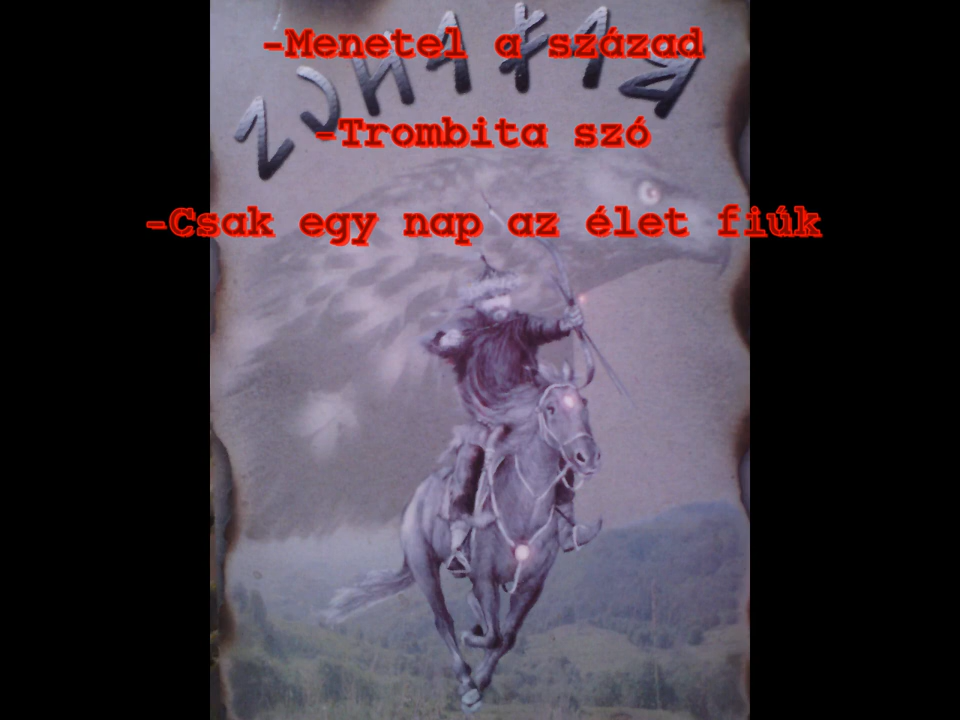 -Menetel a század
-Trombita szó
-Csak egy nap az élet fiúk